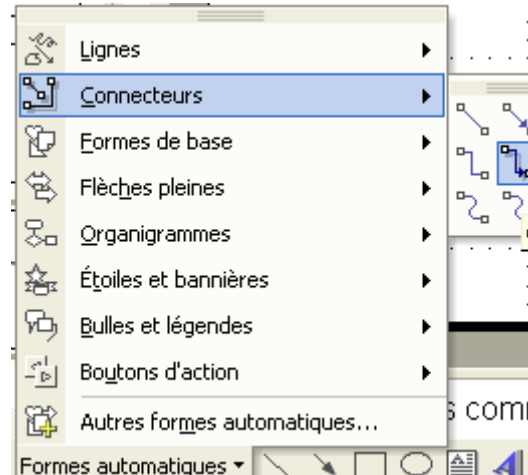 Lignes
Connecteurs
Formes de base
Flèches pleines
Organigrammes
Étoiles et bannières
Bulles et légendes
Boutons d'action
Autres formes automatiques...
Formes automatiques